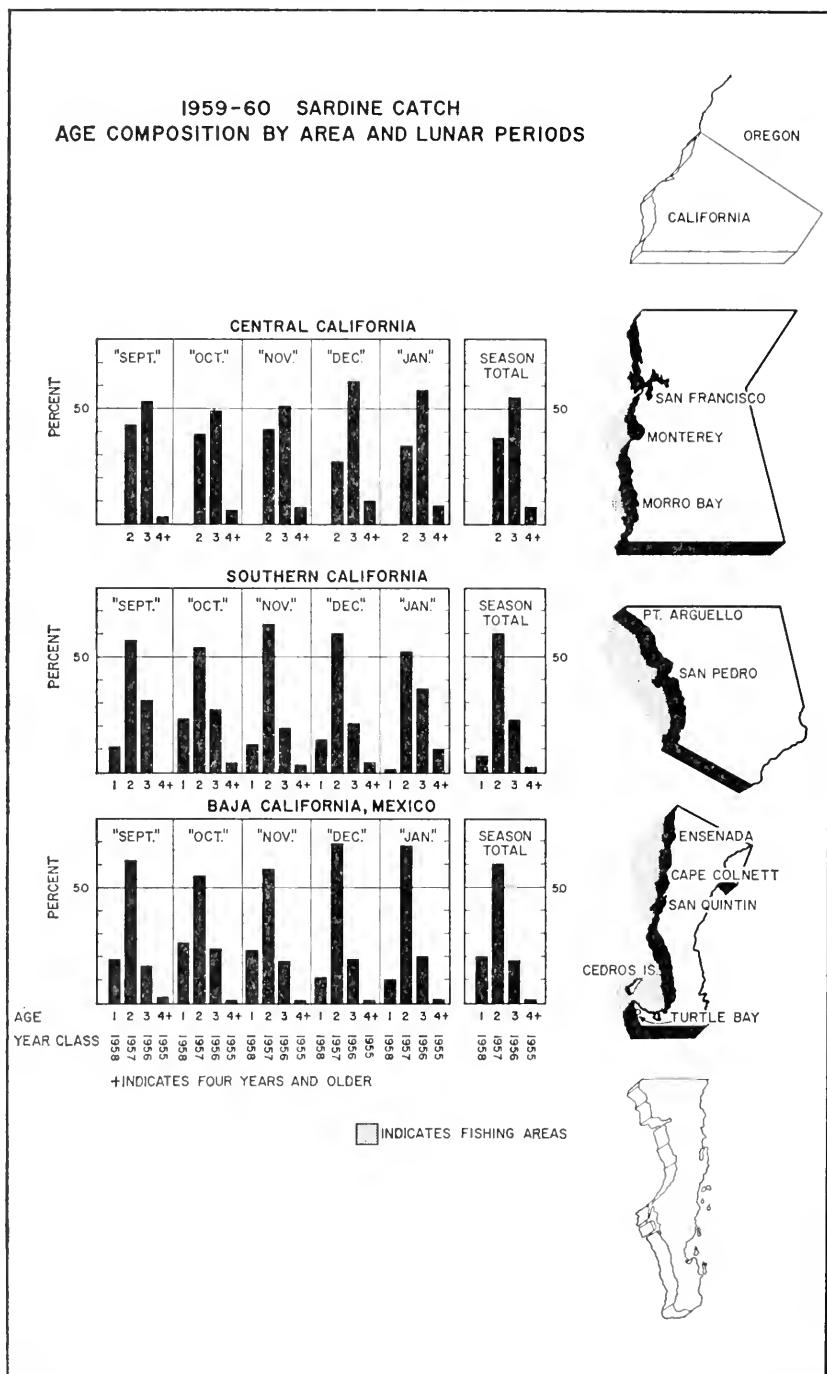 1959-60 SARDINE CATCH
AGE COMPOSITION BY AREA AND LUNAR PERIODS
OREGON
CALIFORNIA
CENTRAL CALIFORNIA
"SEPT." "OCT." "NOV." "DEC." "JAN." SEASON TOTAL
PERCENT
50 50
2 3 4+ 2 3 4+ 2 3 4+ 2 3 4+ 2 3 4+ 2 3 4+
SAN FRANCISCO
MONTEREY
MORRO BAY
SOUTHERN CALIFORNIA
"SEPT." "OCT." "NOV." "DEC." "JAN." SEASON TOTAL
PERCENT
50 50
1 2 3 4+ 1 2 3 4+ 1 2 3 4+ 1 2 3 4+ 1 2 3 4+ 1 2 3 4+
PT. ARGUELLO
SAN PEDRO
BAJA CALIFORNIA, MEXICO
"SEPT." "OCT." "NOV." "DEC." "JAN." SEASON TOTAL
PERCENT
50 50
AGE 1 2 3 4+ 1 2 3 4+ 1 2 3 4+ 1 2 3 4+ 1 2 3 4+ 1 2 3 4+
YEAR CLASS 1958 1957 1956 1955 1958 1957 1956 1955 1958 1957 1956 1955 1958 1957 1956 1955 1958 1957 1956 1955 1958 1957 1956 1955
ENSENADA
CAPE COLNETT
SAN QUINTIN
CEDROS IS.
TURTLE BAY
+INDICATES FOUR YEARS AND OLDER
INDICATES FISHING AREAS